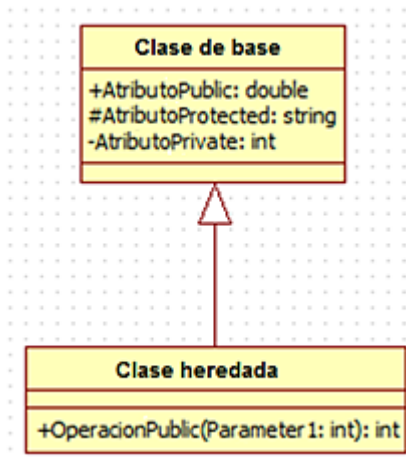 Clase de base
+AtributoPublic: double
#AtributoProtected: string
-AtributoPrivate: int
Clase heredada
+OperacionPublic(Parameter1: int): int